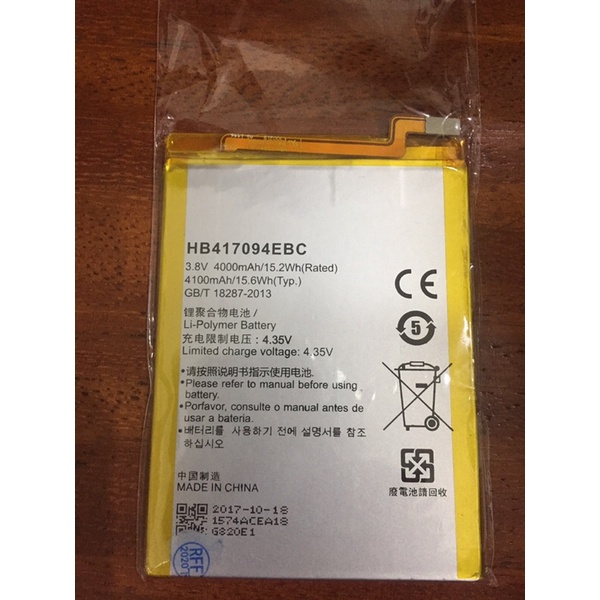 HB417094EBC
3.8V 4000mAh/15.2Wh(Rated)
4100mAh/15.6Wh(Typ.)
GB/T 18287-2013
锂聚合物电池/
Li-Polymer Battery
充电限制电压: 4.35V
Limited charge voltage: 4.35V
•请按照说明书指示使用电池.
•Please refer to manual before using
battery.
•Porfavor, consulte o manual antes de
usar a bateria.
•배터리를 사용하기 전에 설명서를 참조
하십시오
CE
5
中国制造
MADE IN CHINA
廢電池請回收
2017-10-18
1574ACEA18
G820E1
RFE
2020